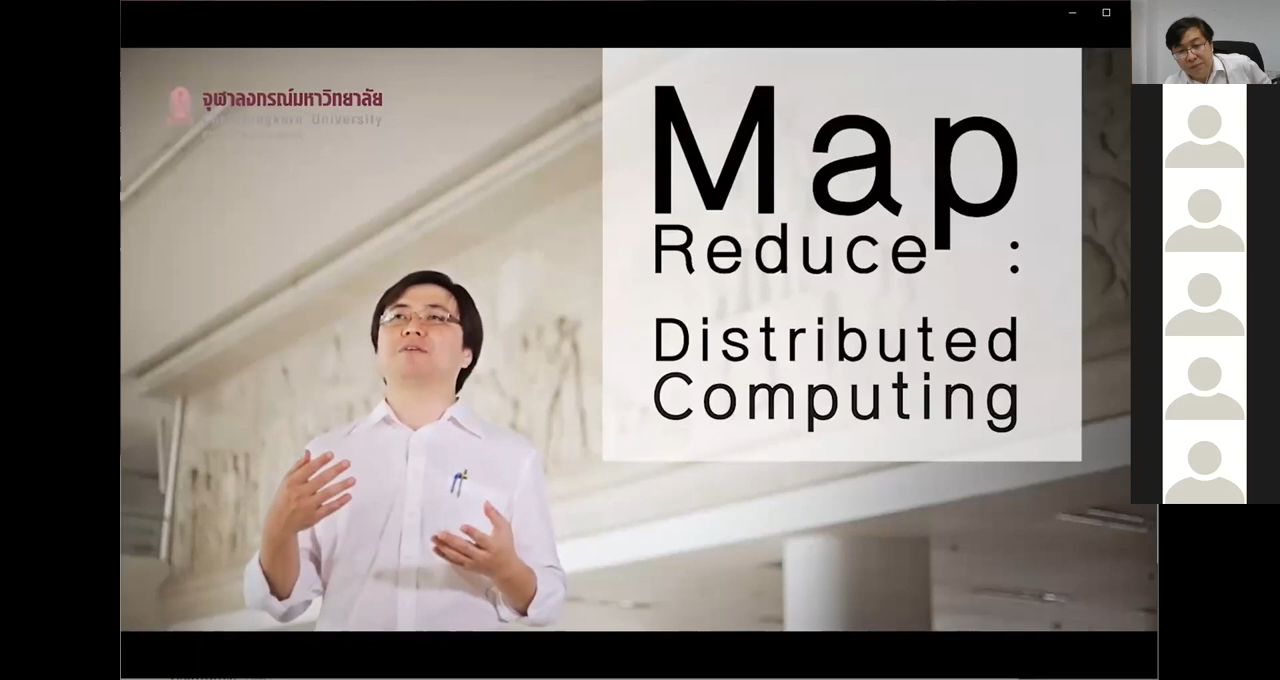 จุฬาลงกรณ์มหาวิทยาลัย
University
Map
Reduce :
Distributed
Computing